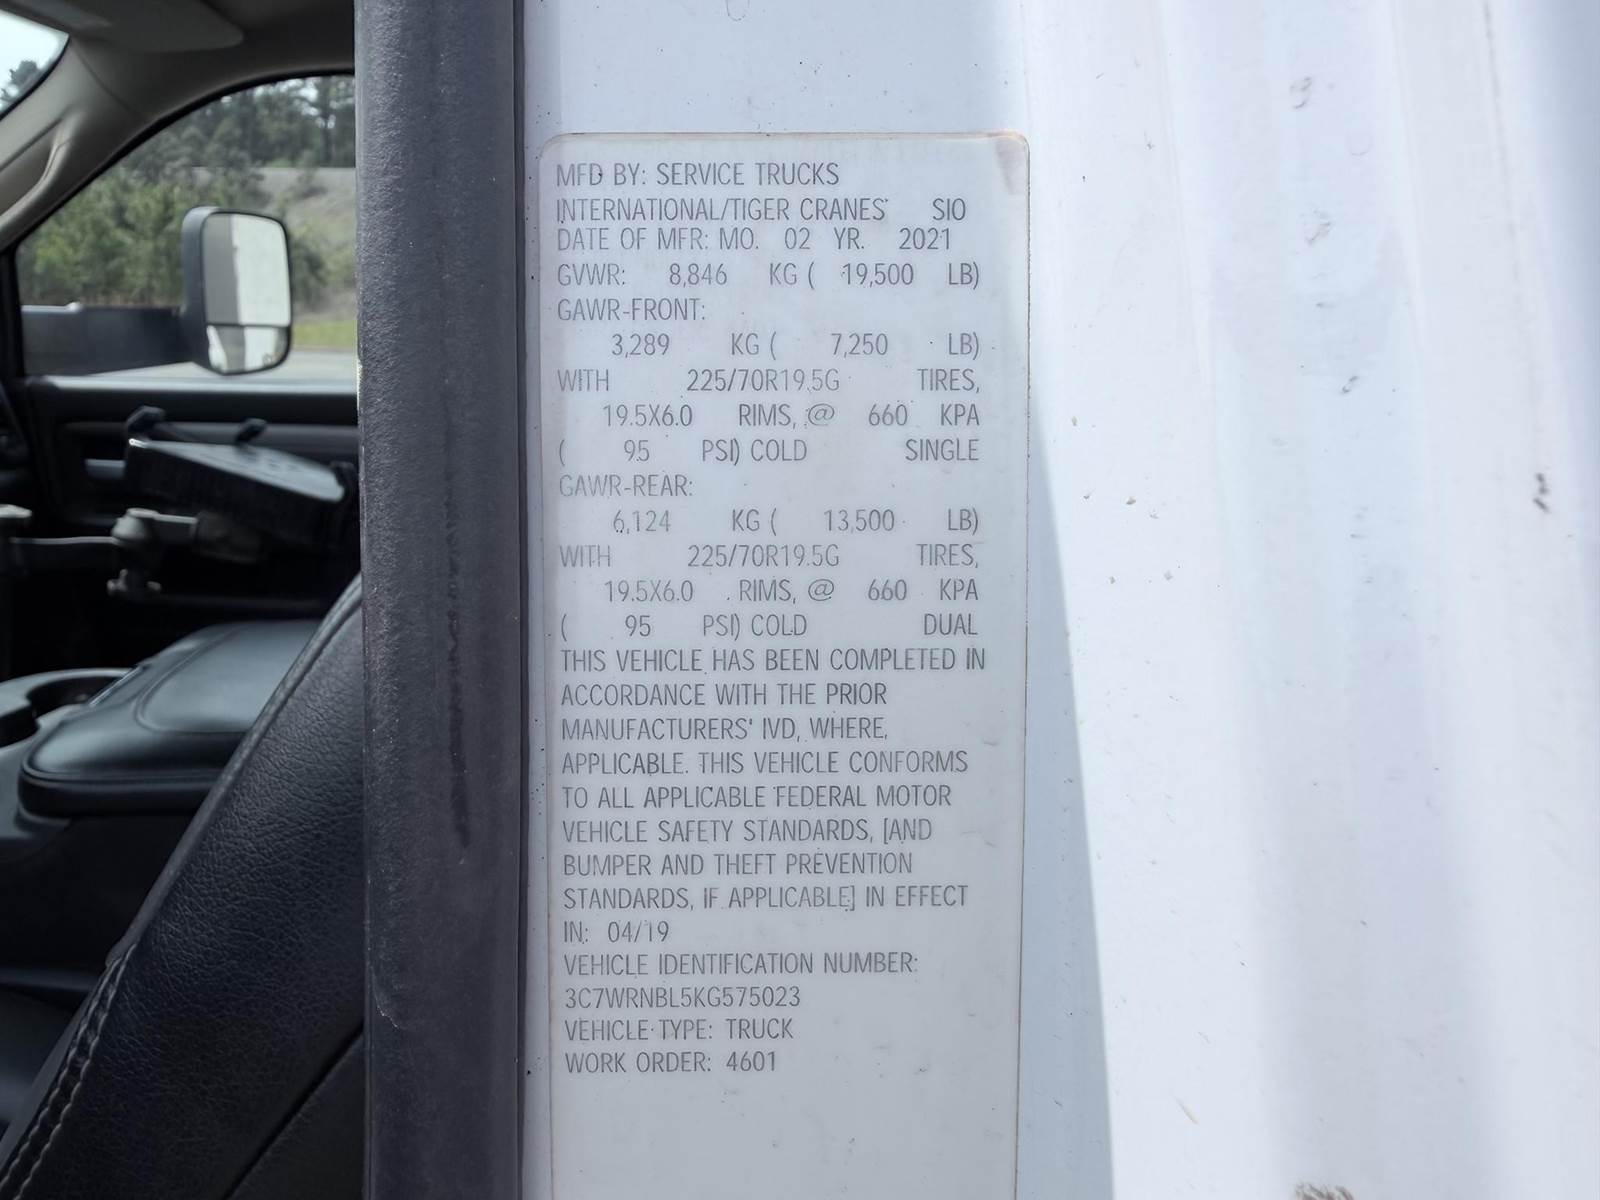 MFD BY: SERVICE TRUCKS
INTERNATIONAL/TIGER CRANES SIO
DATE OF MFR: MO. 02 YR. 2021
GVWR: 8,846 KG ( 19,500 LB)
GAWR-FRONT:
3,289 KG ( 7,250 LB)
WITH 225/70R19.5G TIRES,
19.5X6.0 RIMS, @ 660 KPA
( 95 PSI) COLD SINGLE
GAWR-REAR:
6,124 KG ( 13,500 LB)
WITH 225/70R19.5G TIRES,
19.5X6.0 RIMS, @ 660 KPA
( 95 PSI) COLD DUAL
THIS VEHICLE HAS BEEN COMPLETED IN
ACCORDANCE WITH THE PRIOR
MANUFACTURERS' IVD, WHERE,
APPLICABLE. THIS VEHICLE CONFORMS
TO ALL APPLICABLE FEDERAL MOTOR
VEHICLE SAFETY STANDARDS, [AND
BUMPER AND THEFT PREVENTION
STANDARDS, IF APPLICABLE] IN EFFECT
IN: 04/19
VEHICLE IDENTIFICATION NUMBER:
3C7WRNBL5KG575023
VEHICLE TYPE: TRUCK
WORK ORDER: 4601